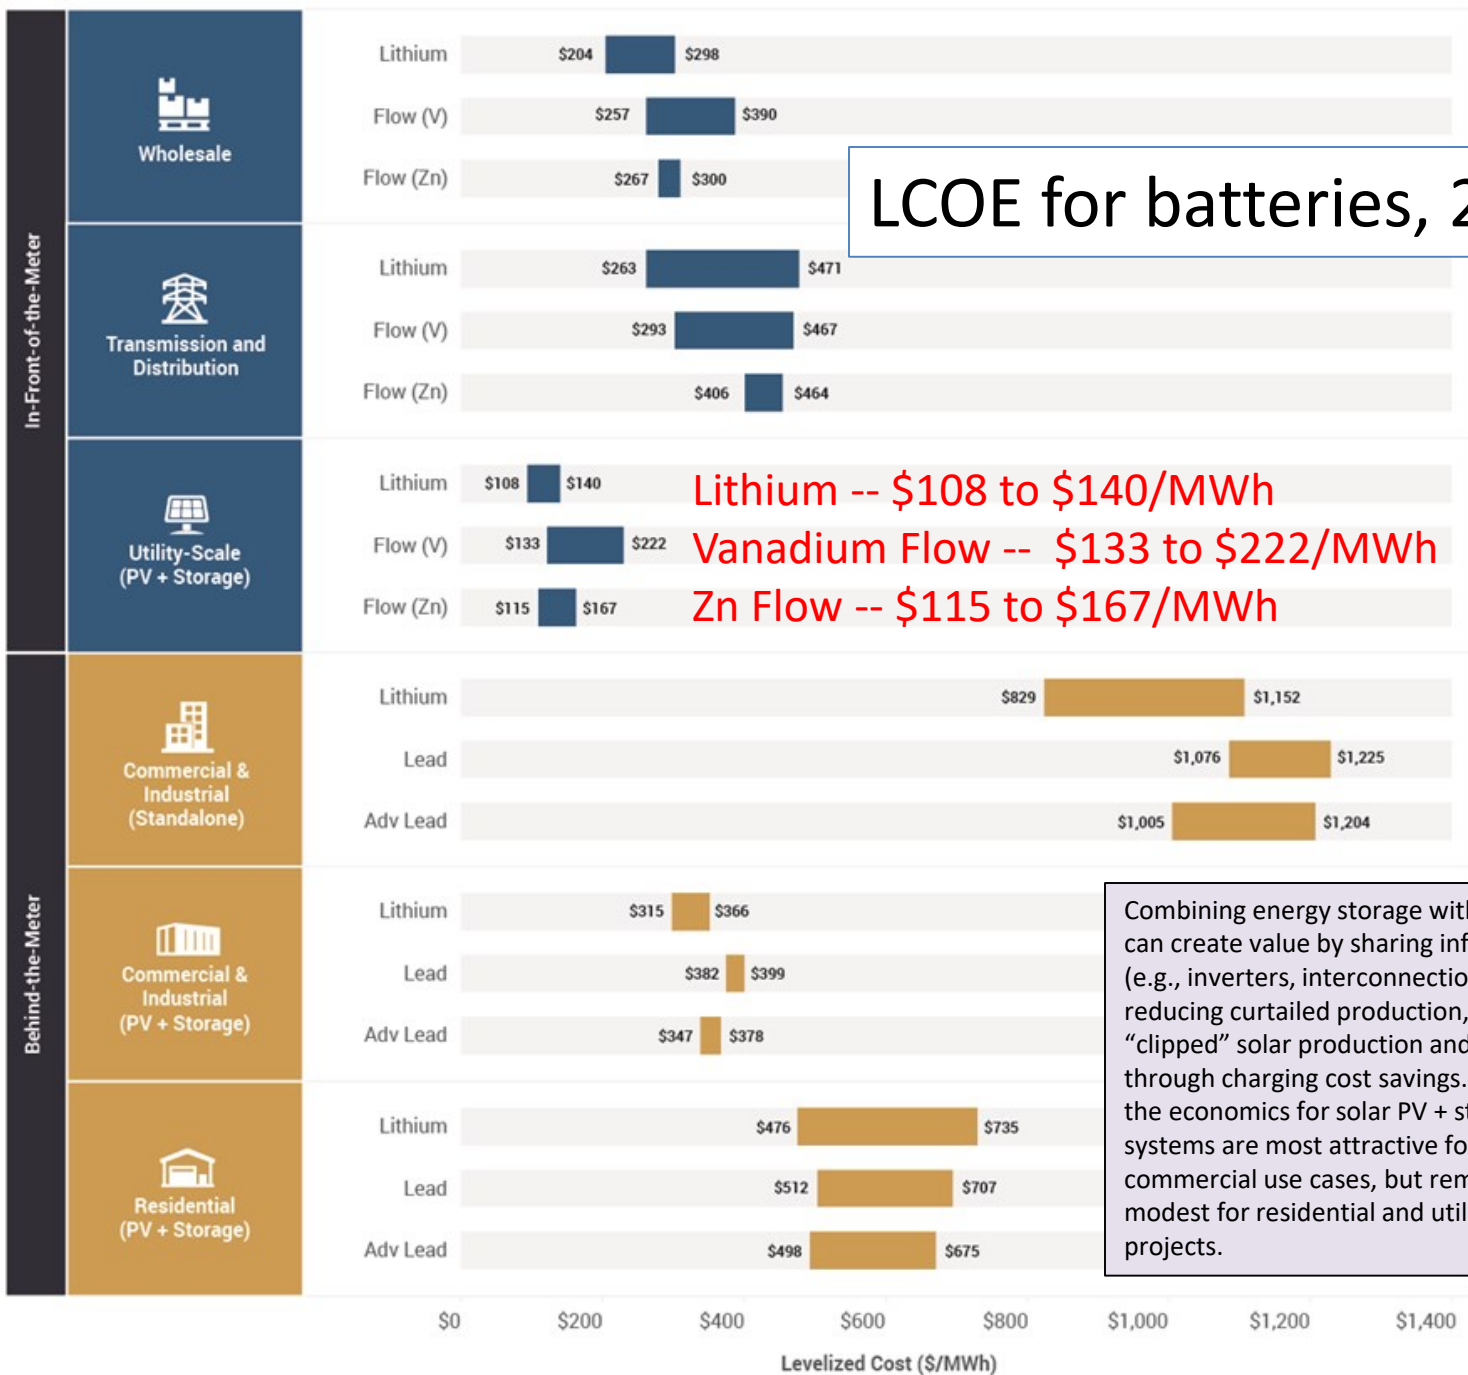 LCOE for batteries, 2
In-Front-of-the-Meter
Wholesale
Lithium $204 $298
Flow (V) $257 $390
Flow (Zn) $267 $300
Transmission and
Distribution
Lithium $263 $471
Flow (V) $293 $467
Flow (Zn) $406 $464
Utility-Scale
(PV + Storage)
Lithium $108 $140
Flow (V) $133 $222
Flow (Zn) $115 $167
Lithium -- $108 to $140/MWh
Vanadium Flow -- $133 to $222/MWh
Zn Flow -- $115 to $167/MWh
Behind-the-Meter
Commercial &
Industrial
(Standalone)
Lithium $829 $1,152
Lead $1,076 $1,225
Adv Lead $1,005 $1,204
Commercial &
Industrial
(PV + Storage)
Lithium $315 $366
Lead $382 $399
Adv Lead $347 $378
Residential
(PV + Storage)
Lithium $476 $735
Lead $512 $707
Adv Lead $498 $675
Combining energy storage with
can create value by sharing inf
(e.g., inverters, interconnectio
reducing curtailed production,
“clipped” solar production and
through charging cost savings.
the economics for solar PV + st
systems are most attractive fo
commercial use cases, but rem
modest for residential and util
projects.
$0 $200 $400 $600 $800 $1,000 $1,200 $1,400
Levelized Cost ($/MWh)